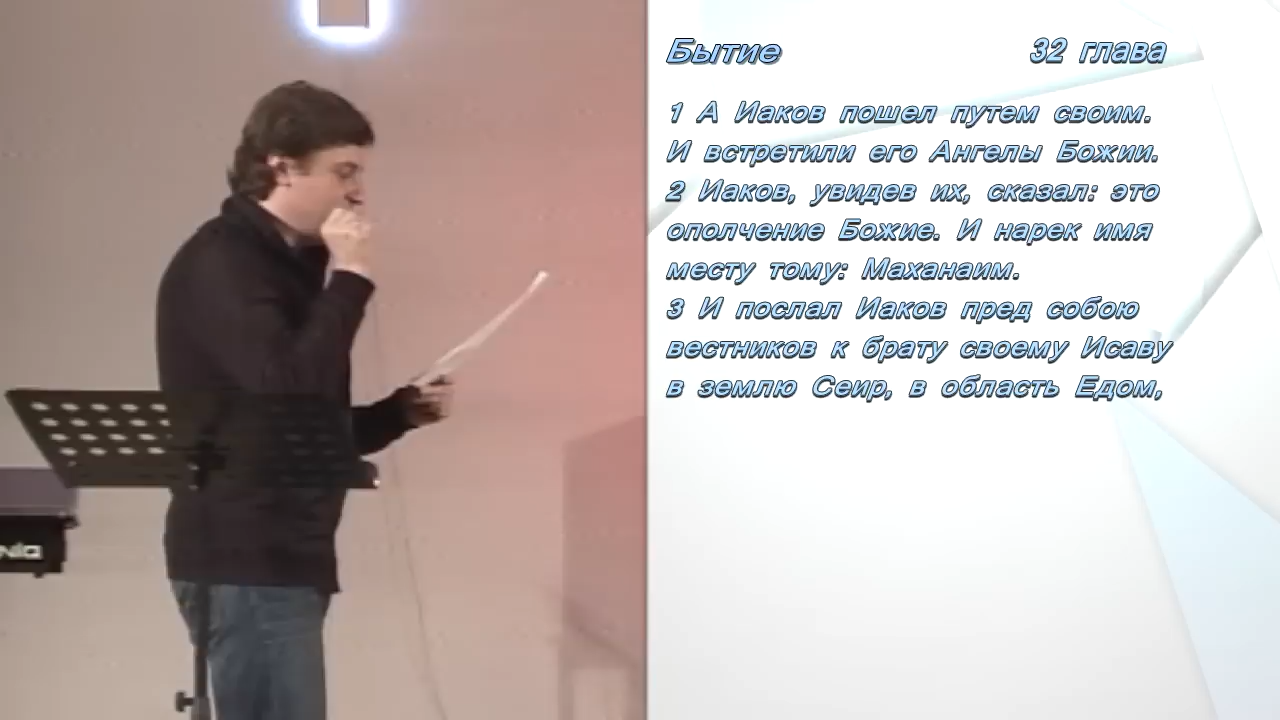 Бытие 32 глава
1 А Иаков пошел путем своим.
И встретили его Ангелы Божии.
2 Иаков, увидев их, сказал: это
ополчение Божие. И нарек имя
месту тому: Маханаим.
3 И послал Иаков пред собою
вестников к брату своему Исаву
в землю Сеир, в область Едом,